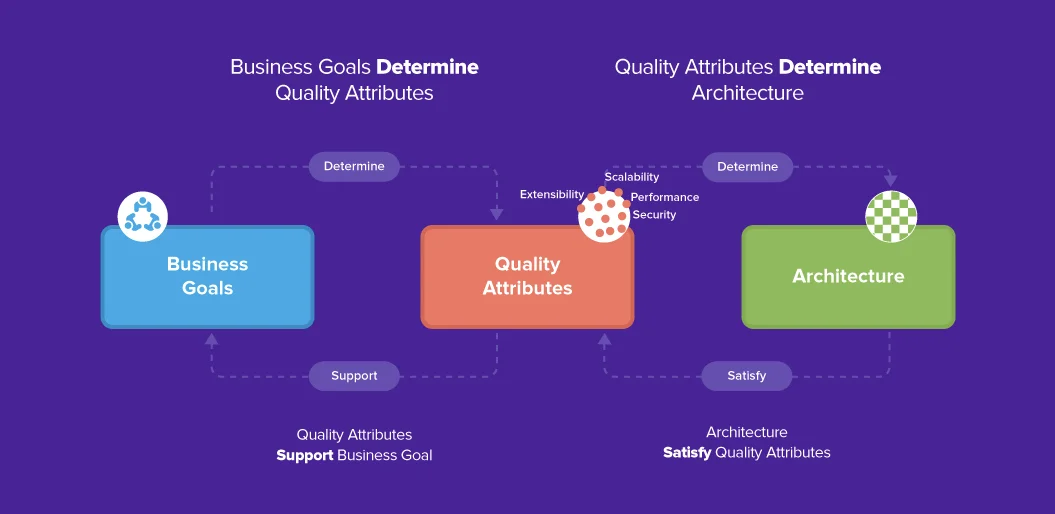 Business Goals Determine
Quality Attributes
Quality Attributes Determine
Architecture
Determine
Determine
Scalability
Extensibility
Performance
Security
Business
Goals
Quality
Attributes
Architecture
Support
Satisfy
Quality Attributes
Support Business Goal
Architecture
Satisfy Quality Attributes